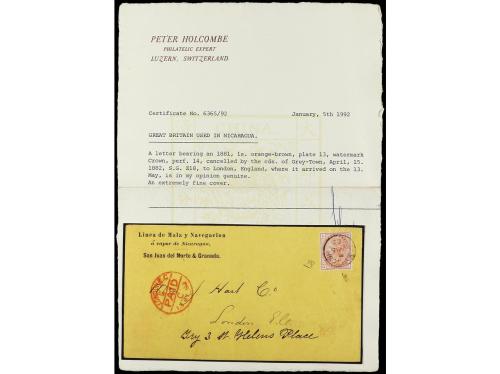 PETER HOLCOMBE
PHILATELIC EXPERT
LUZERN, SWITZERLAND
Certificate No. 6365/92 January, 5th 1992
GREAT BRITAIN USED IN NICARAGUA.
A letter bearing an 1881, 1s. orange-brown, plate 13, watermark
Crown, perf. 14, cancelled by the cds. of Grey-Town, April, 15.
1882, S.G. Z18, to London, England, where it arrived on the 13.
May, is in my opinion genuine.
An extremely fine cover.
Linea de Mala y Navegacion
á vapor de Nicaragua,
San Juan del Norte & Granada.
PAID
Hart Co
London
3 St Helens Place